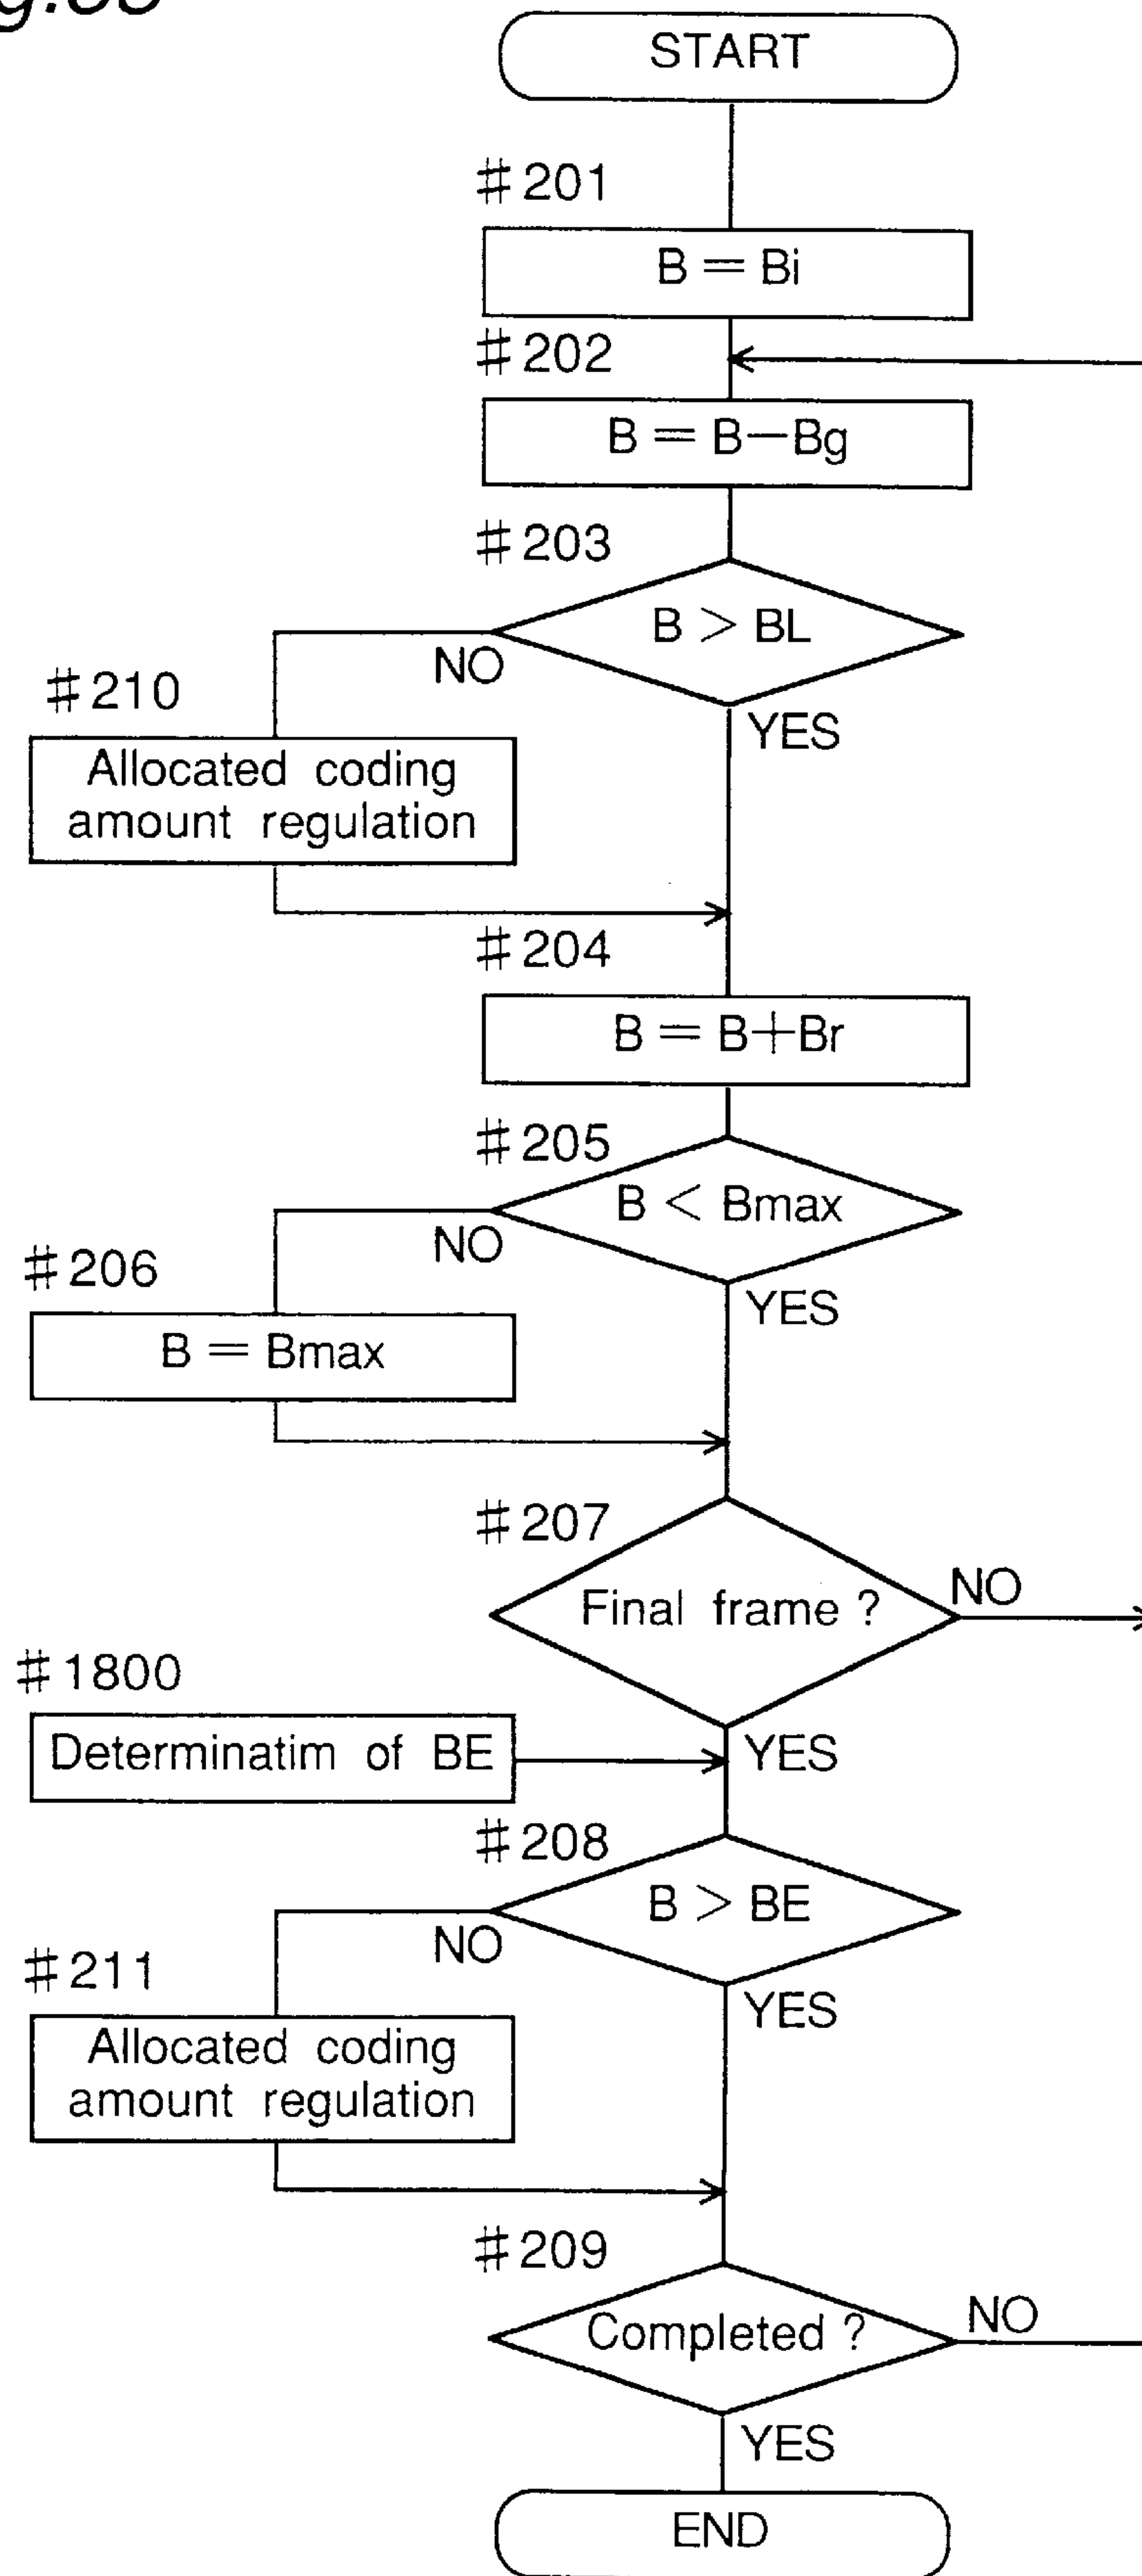 START
#201
B = Bi
#202
B = B−Bg
#203
B > BL
NO
YES
#210
Allocated coding
amount regulation
#204
B = B+Br
#205
B < Bmax
NO
YES
#206
B = Bmax
#207
Final frame ?
NO
YES
#1800
Determinatim of BE
#208
B > BE
NO
YES
#211
Allocated coding
amount regulation
#209
Completed ?
NO
YES
END